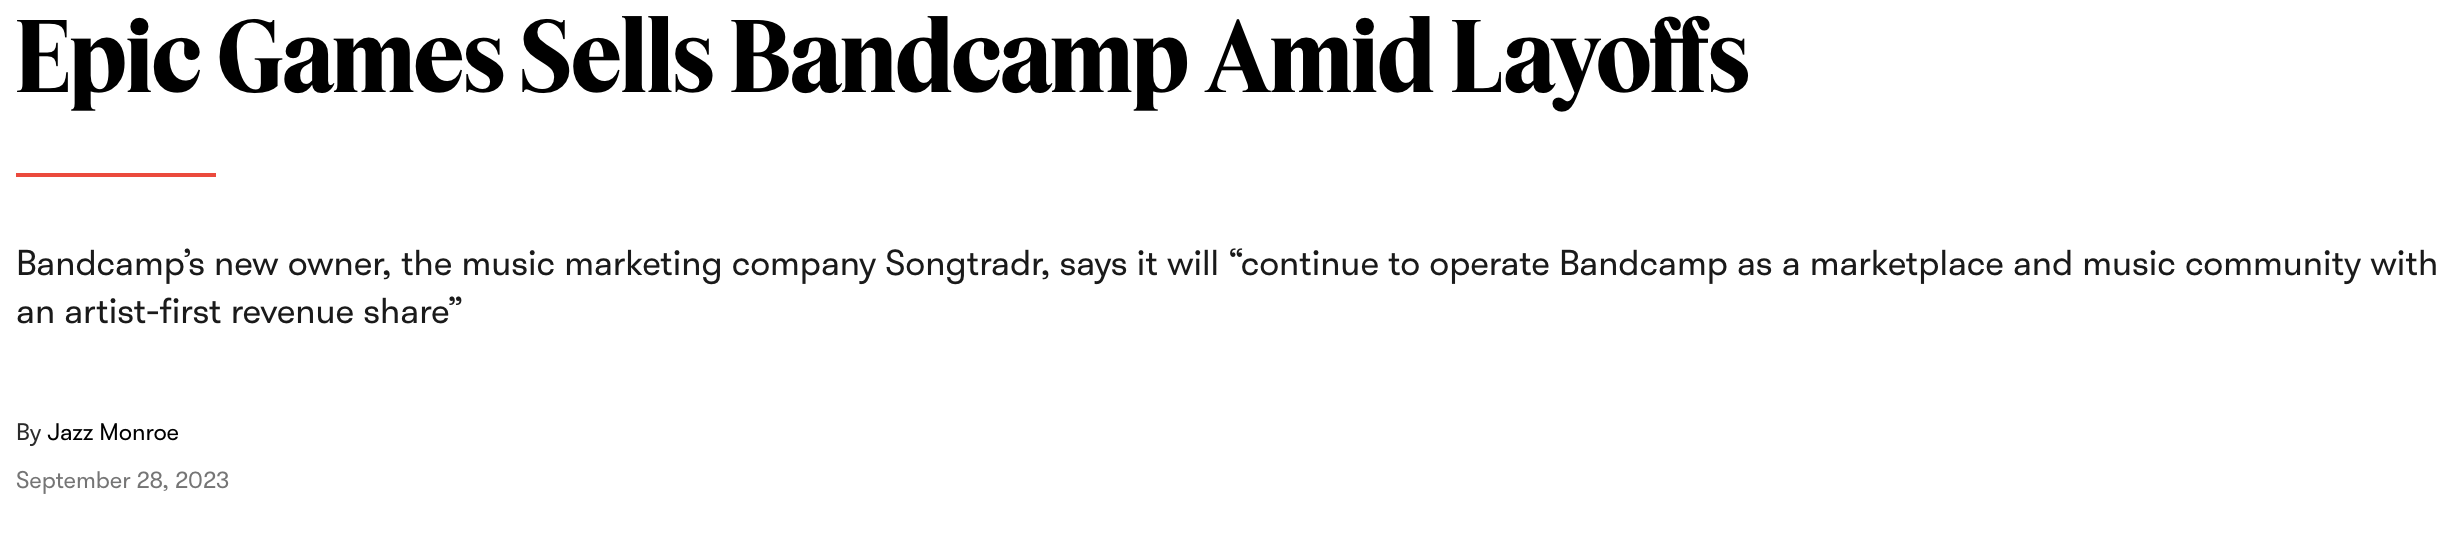 Epic Games Sells Bandcamp Amid Layoffs
Bandcamp’s new owner, the music marketing company Songtradr, says it will “continue to operate Bandcamp as a marketplace and music community with
an artist-first revenue share”
By Jazz Monroe
September 28, 2023